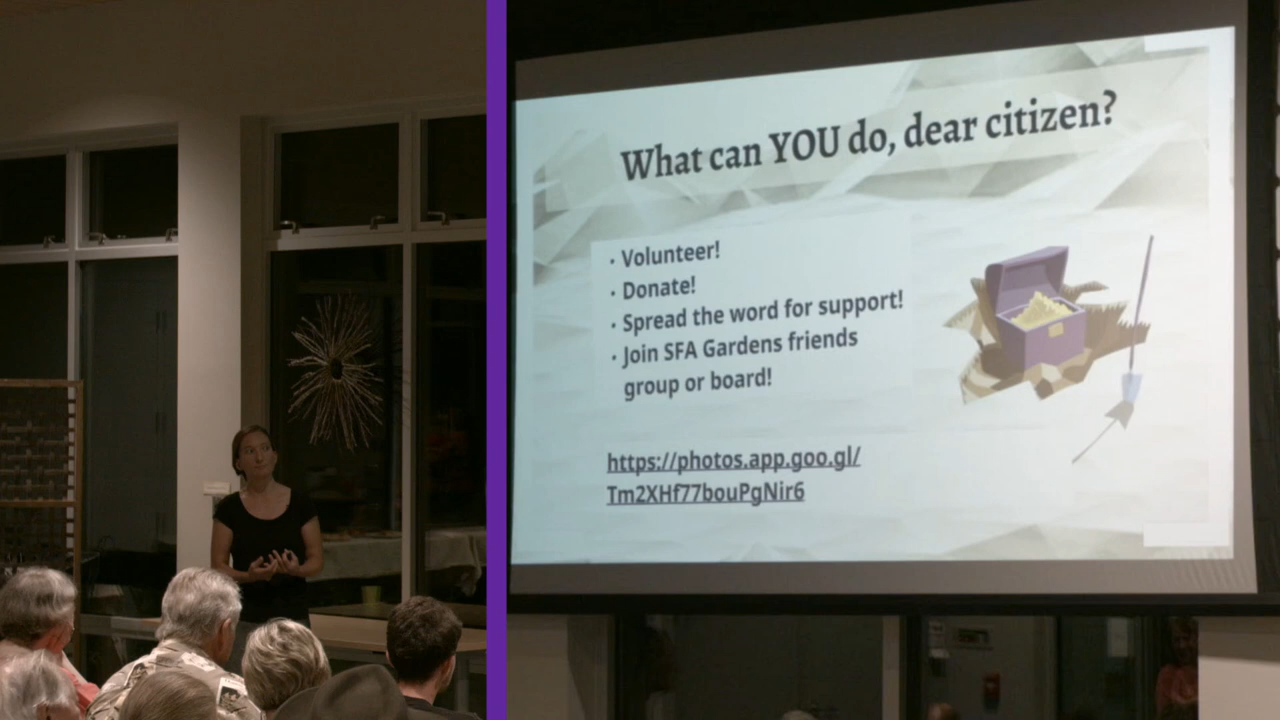 What can YOU do, dear citizen?
· Volunteer!
· Donate!
· Spread the word for support!
· Join SFA Gardens friends
group or board!
https://photos.app.goo.gl/
Tm2XHf77bouPgNir6